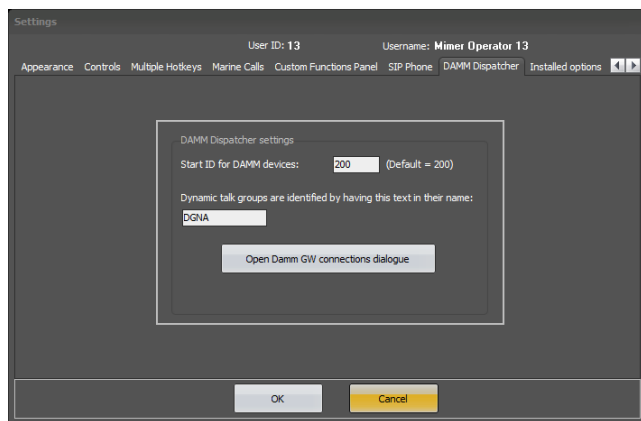 Settings
User ID: 13 Username: Mimer Operator 13
Appearance Controls Multiple Hotkeys Marine Calls Custom Functions Panel SIP Phone DAMM Dispatcher Installed options
DAMM Dispatcher settings
Start ID for DAMM devices: 200 (Default = 200)
Dynamic talk groups are identified by having this text in their name:
DGNA
Open Damm GW connections dialogue
OK Cancel